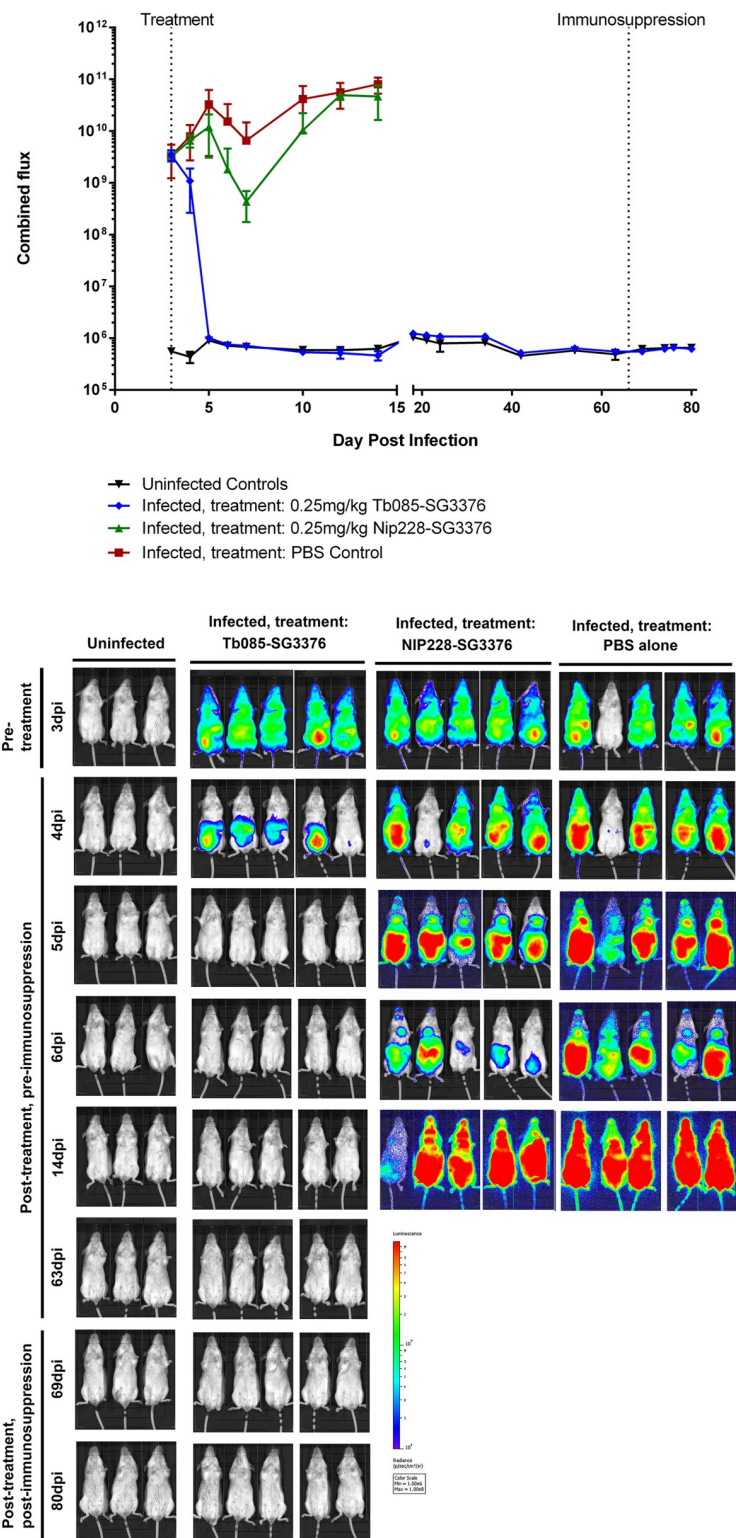 Treatment
Immunosuppression
10^12
10^11
10^10
10^9
10^8
10^7
10^6
10^5
Combined flux
0
5
10
15
20
40
60
80
Day Post Infection
Uninfected Controls
Infected, treatment: 0.25mg/kg Tb085-SG3376
Infected, treatment: 0.25mg/kg Nip228-SG3376
Infected, treatment: PBS Control
Uninfected
Infected, treatment:
Tb085-SG3376
Infected, treatment:
NIP228-SG3376
Infected, treatment:
PBS alone
Pre-
treatment
3dpi
Post-treatment, pre-immunosuppression
4dpi
5dpi
6dpi
14dpi
63dpi
Post-treatment,
post-immunosuppression
69dpi
80dpi
Luminescence
Radiance
(p/sec/cm²/sr)
Color Scale
Min = 1.00e6
Max = 1.00e8